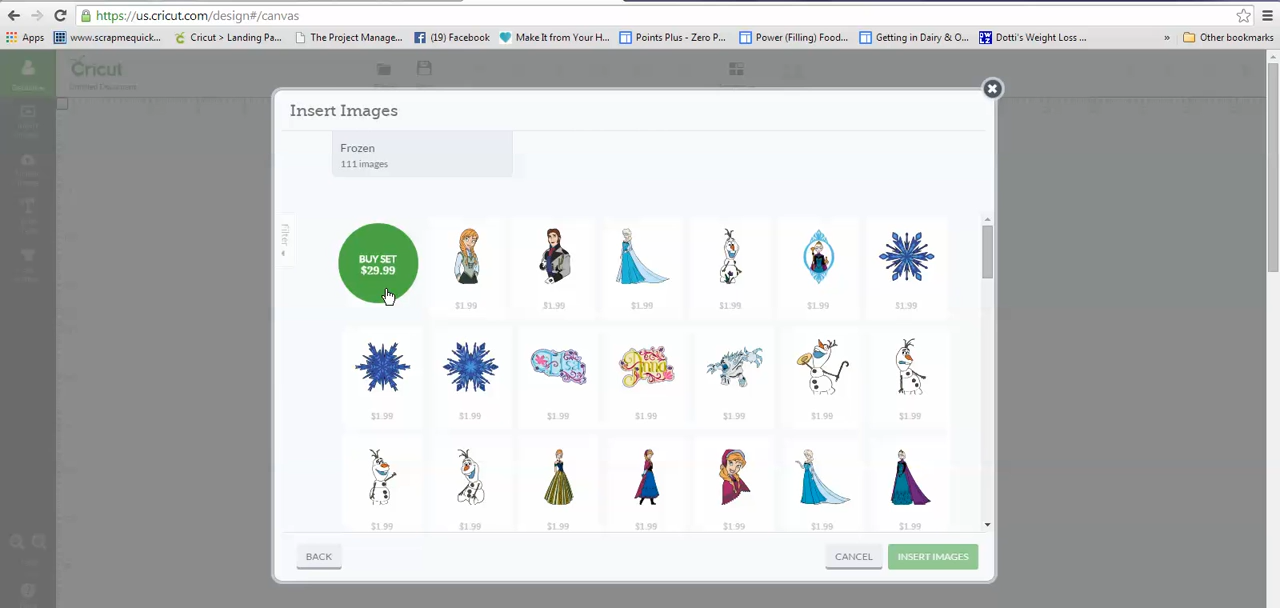 https://us.cricut.com/design#/canvas
Apps
www.scrapmequick...
Cricut > Landing Pa...
The Project Manage...
(19) Facebook
Make It from Your H...
Points Plus - Zero P...
Power (Filling) Food...
Getting in Dairy & O...
DWLZ
Dotti's Weight Loss ...
»
Other bookmarks
Cricut
Insert Images
Frozen
111 images
Filter
BUY SET
$29.99
$1.99 $1.99 $1.99 $1.99 $1.99 $1.99
Anna
$1.99 $1.99 $1.99 $1.99 $1.99 $1.99 $1.99
$1.99 $1.99 $1.99 $1.99 $1.99 $1.99 $1.99
BACK
CANCEL
INSERT IMAGES